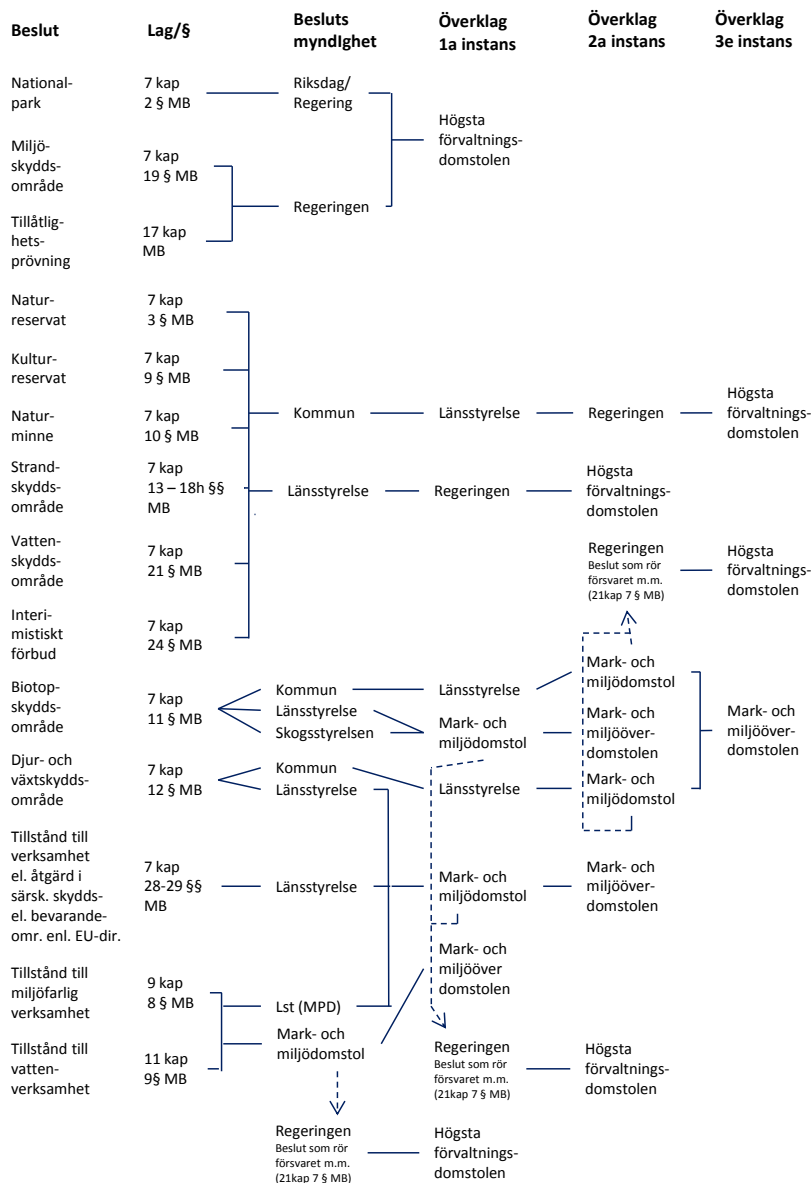 Beslut
Lag/§
Besluts
myndIghet
Överklag
1a instans
Överklag
2a instans
Överklag
3e instans
National-
park
7 kap
2 § MB
Riksdag/
Regering
Högsta
förvaltnings-
domstolen
Miljö-
skydds-
område
7 kap
19 § MB
Regeringen
Tillåtlig-
hets-
prövning
17 kap
MB
Natur-
reservat
7 kap
3 § MB
Kultur-
reservat
7 kap
9 § MB
Natur-
minne
7 kap
10 § MB
Kommun
Länsstyrelse
Regeringen
Högsta
förvaltnings-
domstolen
Strand-
skydds-
område
7 kap
13 – 18h §§
MB
Länsstyrelse
Regeringen
Högsta
förvaltnings-
domstolen
Vatten-
skydds-
område
7 kap
21 § MB
Regeringen
Beslut som rör
försvaret m.m.
(21kap 7 § MB)
Högsta
förvaltnings-
domstolen
Interi-
mistiskt
förbud
7 kap
24 § MB
Biotop-
skydds-
område
7 kap
11 § MB
Kommun
Länsstyrelse
Skogsstyrelsen
Länsstyrelse
Mark- och
miljödomstol
Mark- och
miljödomstol
Mark- och
miljööver-
domstolen
Mark- och
miljööver-
domstolen
Djur- och
växtskydds-
område
7 kap
12 § MB
Kommun
Länsstyrelse
Länsstyrelse
Mark- och
miljödomstol
Tillstånd till
verksamhet
el. åtgärd i
särsk. skydds-
el. bevarande-
omr. enl. EU-dir.
7 kap
28-29 §§
MB
Länsstyrelse
Mark- och
miljödomstol
Mark- och
miljööver-
domstolen
Tillstånd till
miljöfarlig
verksamhet
9 kap
8 § MB
Lst (MPD)
Mark- och
miljödomstol
Mark- och
miljööver
domstolen
Tillstånd till
vatten-
verksamhet
11 kap
9§ MB
Regeringen
Beslut som rör
försvaret m.m.
(21kap 7 § MB)
Högsta
förvaltnings-
domstolen
Regeringen
Beslut som rör
försvaret m.m.
(21kap 7 § MB)
Högsta
förvaltnings-
domstolen